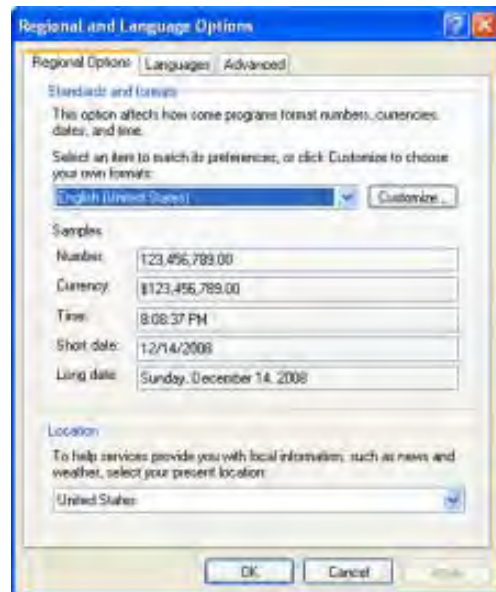 Regional and Language Options
Regional Options Languages Advanced
Standards and formats
This option affects how some programs format numbers, currencies,
dates, and time.
Select an item to match its preferences, or click Customize to choose
your own formats:
English (United States) Customize...
Samples
Number: 123,456,789.00
Currency: $123,456,789.00
Time: 8:08:37 PM
Short date: 12/14/2008
Long date: Sunday, December 14, 2008
Location
To help services provide you with local information, such as news and
weather, select your present location:
United States
OK Cancel